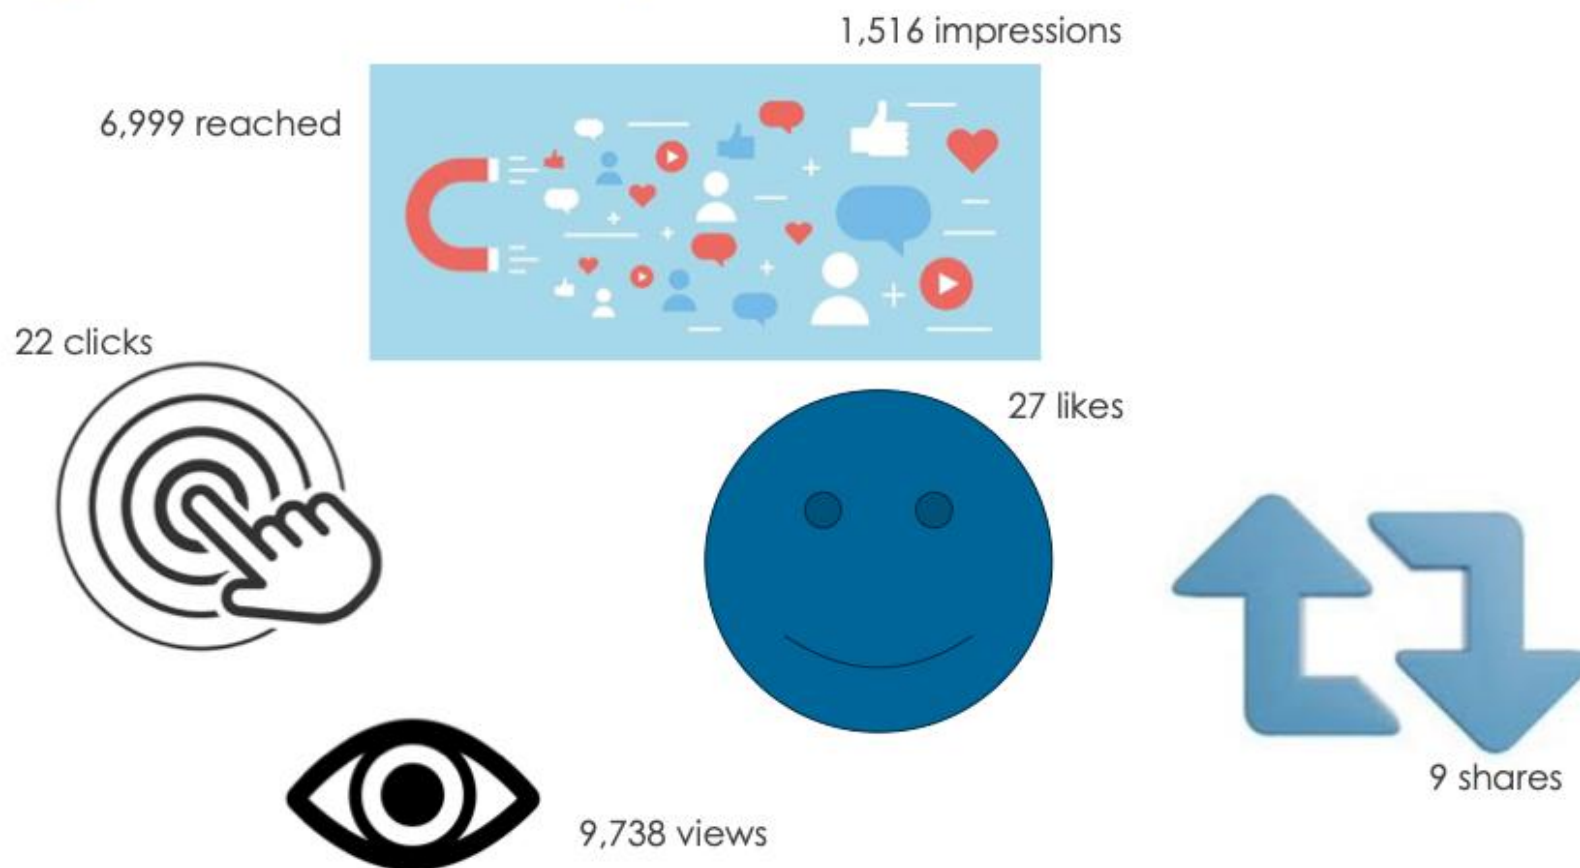 1,516 impressions
6,999 reached
22 clicks
27 likes
9 shares
9,738 views